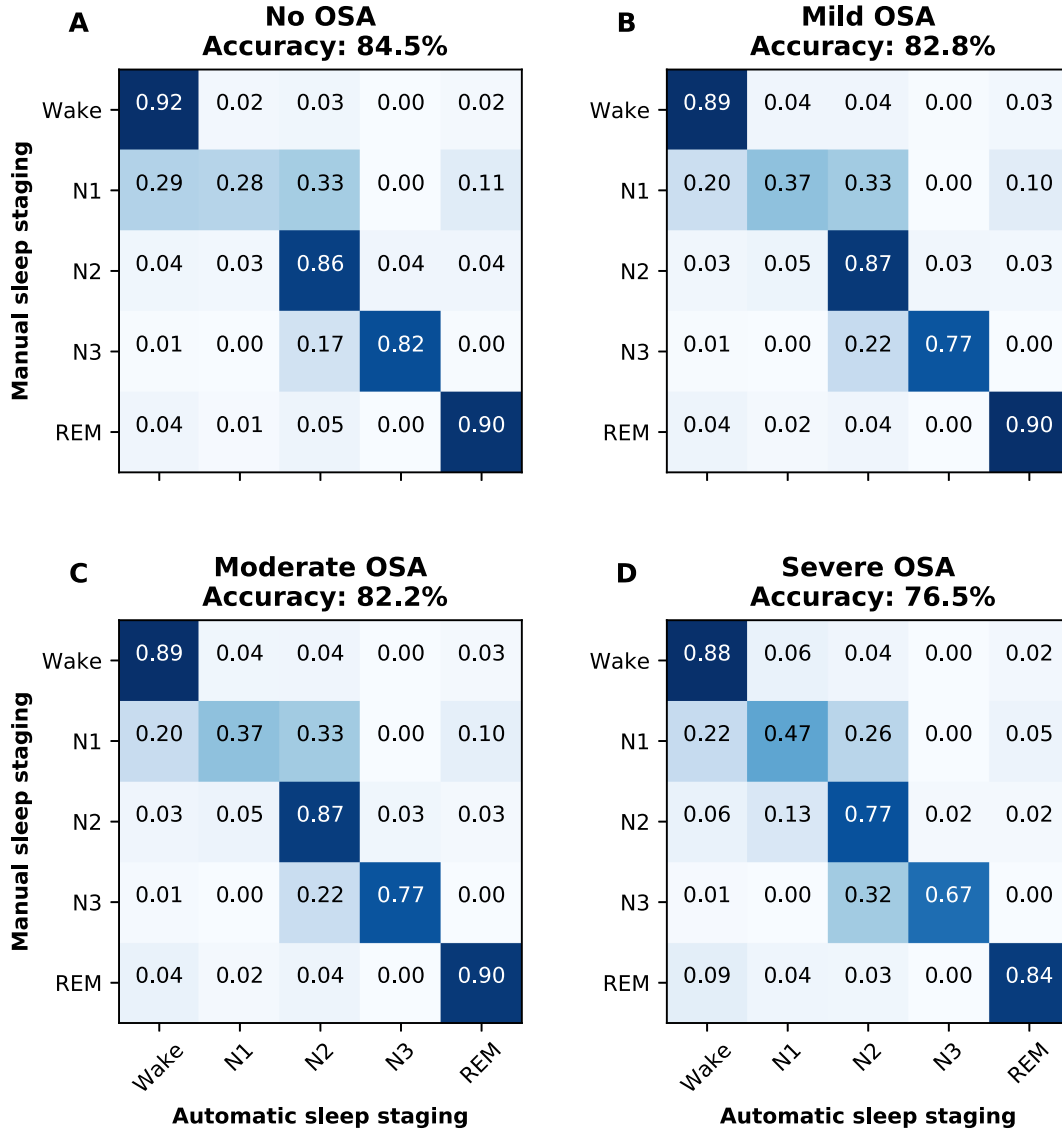 A
No OSA
Accuracy: 84.5%
Manual sleep staging
Wake 0.92 0.02 0.03 0.00 0.02
N1 0.29 0.28 0.33 0.00 0.11
N2 0.04 0.03 0.86 0.04 0.04
N3 0.01 0.00 0.17 0.82 0.00
REM 0.04 0.01 0.05 0.00 0.90
B
Mild OSA
Accuracy: 82.8%
Wake 0.89 0.04 0.04 0.00 0.03
N1 0.20 0.37 0.33 0.00 0.10
N2 0.03 0.05 0.87 0.03 0.03
N3 0.01 0.00 0.22 0.77 0.00
REM 0.04 0.02 0.04 0.00 0.90
C
Moderate OSA
Accuracy: 82.2%
Manual sleep staging
Wake 0.89 0.04 0.04 0.00 0.03
N1 0.20 0.37 0.33 0.00 0.10
N2 0.03 0.05 0.87 0.03 0.03
N3 0.01 0.00 0.22 0.77 0.00
REM 0.04 0.02 0.04 0.00 0.90
Wake N1 N2 N3 REM
Automatic sleep staging
D
Severe OSA
Accuracy: 76.5%
Wake 0.88 0.06 0.04 0.00 0.02
N1 0.22 0.47 0.26 0.00 0.05
N2 0.06 0.13 0.77 0.02 0.02
N3 0.01 0.00 0.32 0.67 0.00
REM 0.09 0.04 0.03 0.00 0.84
Wake N1 N2 N3 REM
Automatic sleep staging